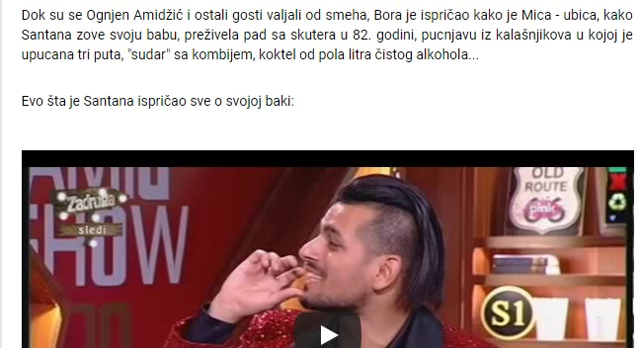 Dok su se Ognjen Amidžić i ostali gosti valjali od smeha, Bora je ispričao kako je Mica - ubica, kako
Santana zove svoju babu, preživela pad sa skutera u 82. godini, pucnjavu iz kalašnjikova u kojoj je
upucana tri puta, "sudar" sa kombijem, koktel od pola litra čistog alkohola...
Evo šta je Santana ispričao sve o svojoj baki:
Zadruga
sledi
SHOW
OLD
ROUTE
66
pink
S1